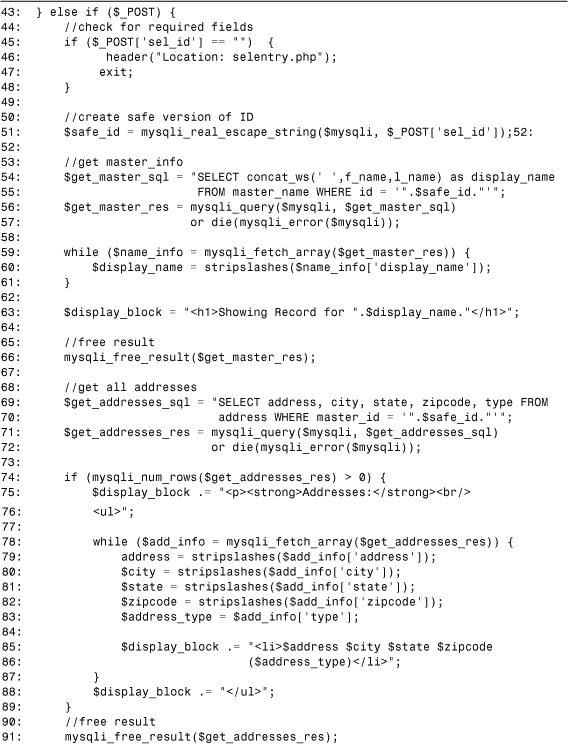 43:  } else if ($_POST) {
44:      //check for required fields
45:      if ($_POST['sel_id'] == "")  {
46:            header("Location: selentry.php");
47:           exit;
48:      }
49:
50:      //create safe version of ID
51:      $safe_id = mysqli_real_escape_string($mysqli, $_POST['sel_id']);52:
52:
53:      //get master_info
54:      $get_master_sql = "SELECT concat_ws(' ',f_name,l_name) as display_name
55:                         FROM master_name WHERE id = '".$safe_id."'";
56:      $get_master_res = mysqli_query($mysqli, $get_master_sql)
57:                        or die(mysqli_error($mysqli));
58:
59:      while ($name_info = mysqli_fetch_array($get_master_res)) {
60:          $display_name = stripslashes($name_info['display_name']);
61:      }
62:
63:      $display_block = "<h1>Showing Record for ".$display_name."</h1>";
64:
65:      //free result
66:      mysqli_free_result($get_master_res);
67:
68:      //get all addresses
69:      $get_addresses_sql = "SELECT address, city, state, zipcode, type FROM
70:                            address WHERE master_id = '".$safe_id."'";
71:      $get_addresses_res = mysqli_query($mysqli, $get_addresses_sql)
72:                           or die(mysqli_error($mysqli));
73:
74:      if (mysqli_num_rows($get_addresses_res) > 0) {
75:          $display_block .= "<p><strong>Addresses:</strong><br/>
76:          <ul>";
77:
78:          while ($add_info = mysqli_fetch_array($get_addresses_res)) {
79:              address = stripslashes($add_info['address']);
80:              $city = stripslashes($add_info['city']);
81:              $state = stripslashes($add_info['state']);
82:              $zipcode = stripslashes($add_info['zipcode']);
83:              $address_type = $add_info['type'];
84:
85:              $display_block .= "<li>$address $city $state $zipcode
86:                                ($address_type)</li>";
87:          }
88:          $display_block .= "</ul>";
89:      }
90:      //free result
91:      mysqli_free_result($get_addresses_res);